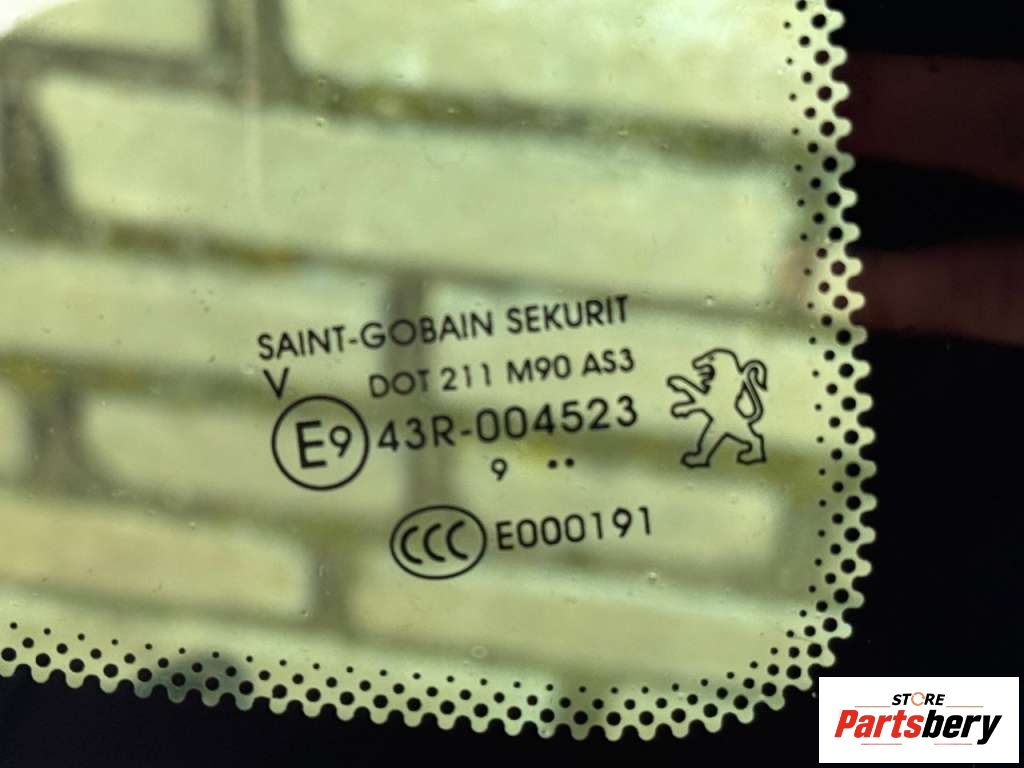 SAINT-GOBAIN SEKURIT
V DOT 211 M90 AS3
E9 43R-004523
9 ..
CCC E000191
STORE
Partsbery